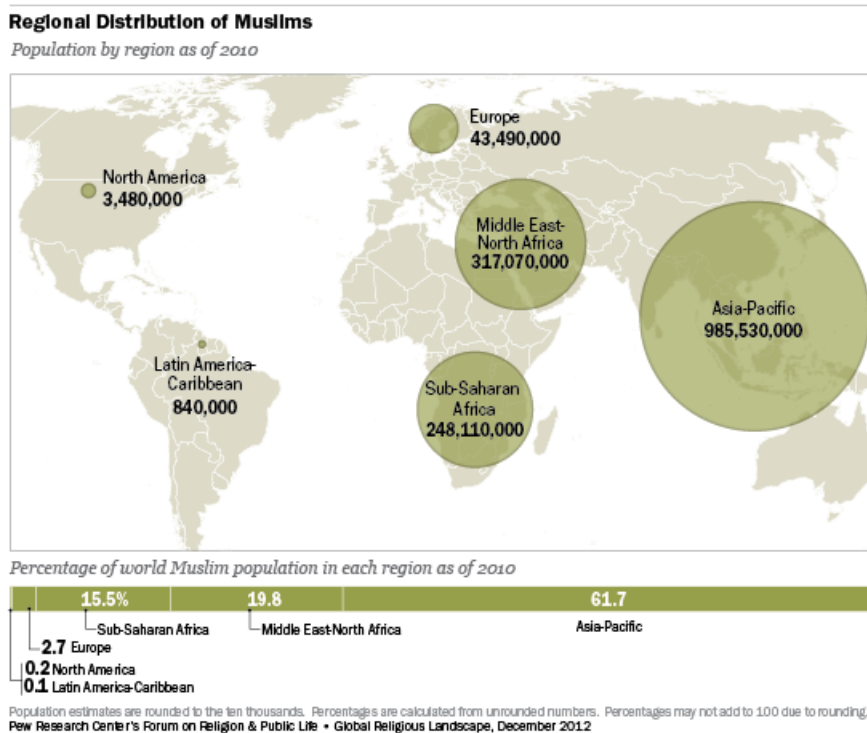 Regional Distribution of Muslims
Population by region as of 2010
Europe
43,490,000
North America
3,480,000
Middle East-
North Africa
317,070,000
Asia-Pacific
985,530,000
Latin America-
Caribbean
840,000
Sub-Saharan
Africa
248,110,000
Percentage of world Muslim population in each region as of 2010
15.5% 19.8 61.7
Sub-Saharan Africa Middle East-North Africa Asia-Pacific
2.7 Europe
0.2 North America
0.1 Latin America-Caribbean
Population estimates are rounded to the ten thousands. Percentages are calculated from unrounded numbers. Percentages may not add to 100 due to rounding.
Pew Research Center's Forum on Religion & Public Life • Global Religious Landscape, December 2012